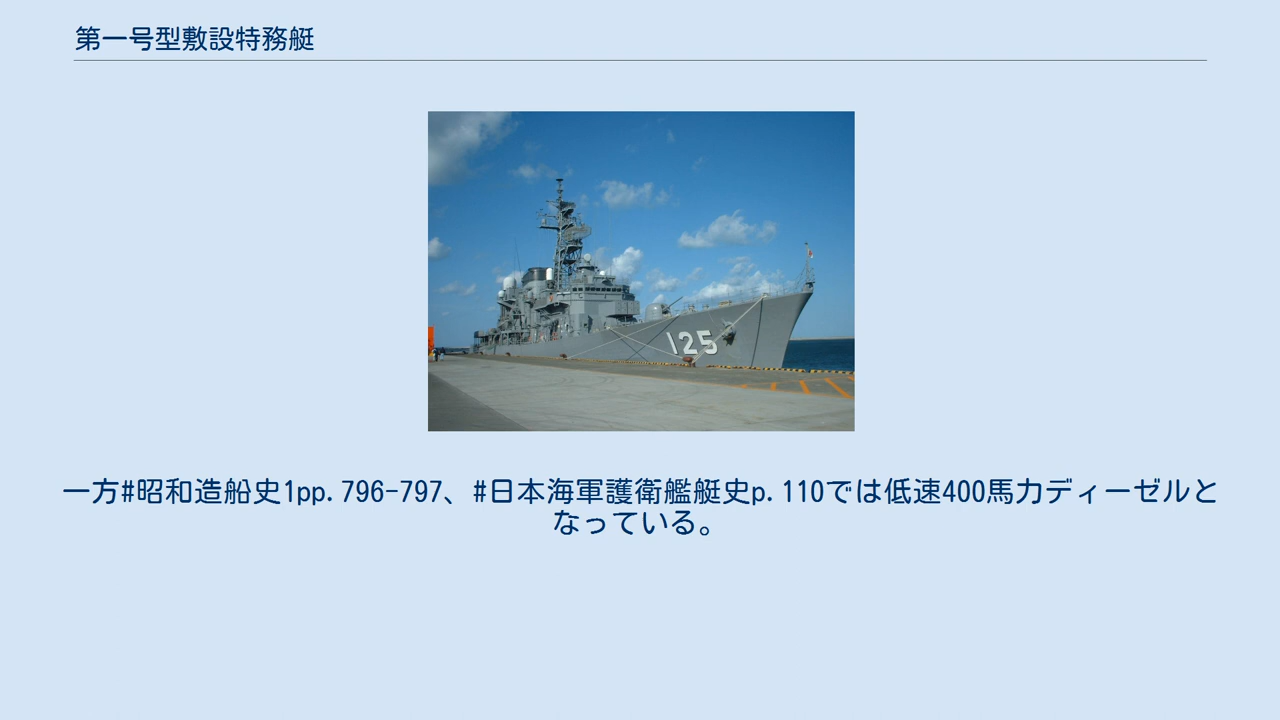 第一号型敷設特務艇
125
一方#昭和造船史1pp.796-797、#日本海軍護衛艦艇史p.110では低速400馬力ディーゼルと
なっている。